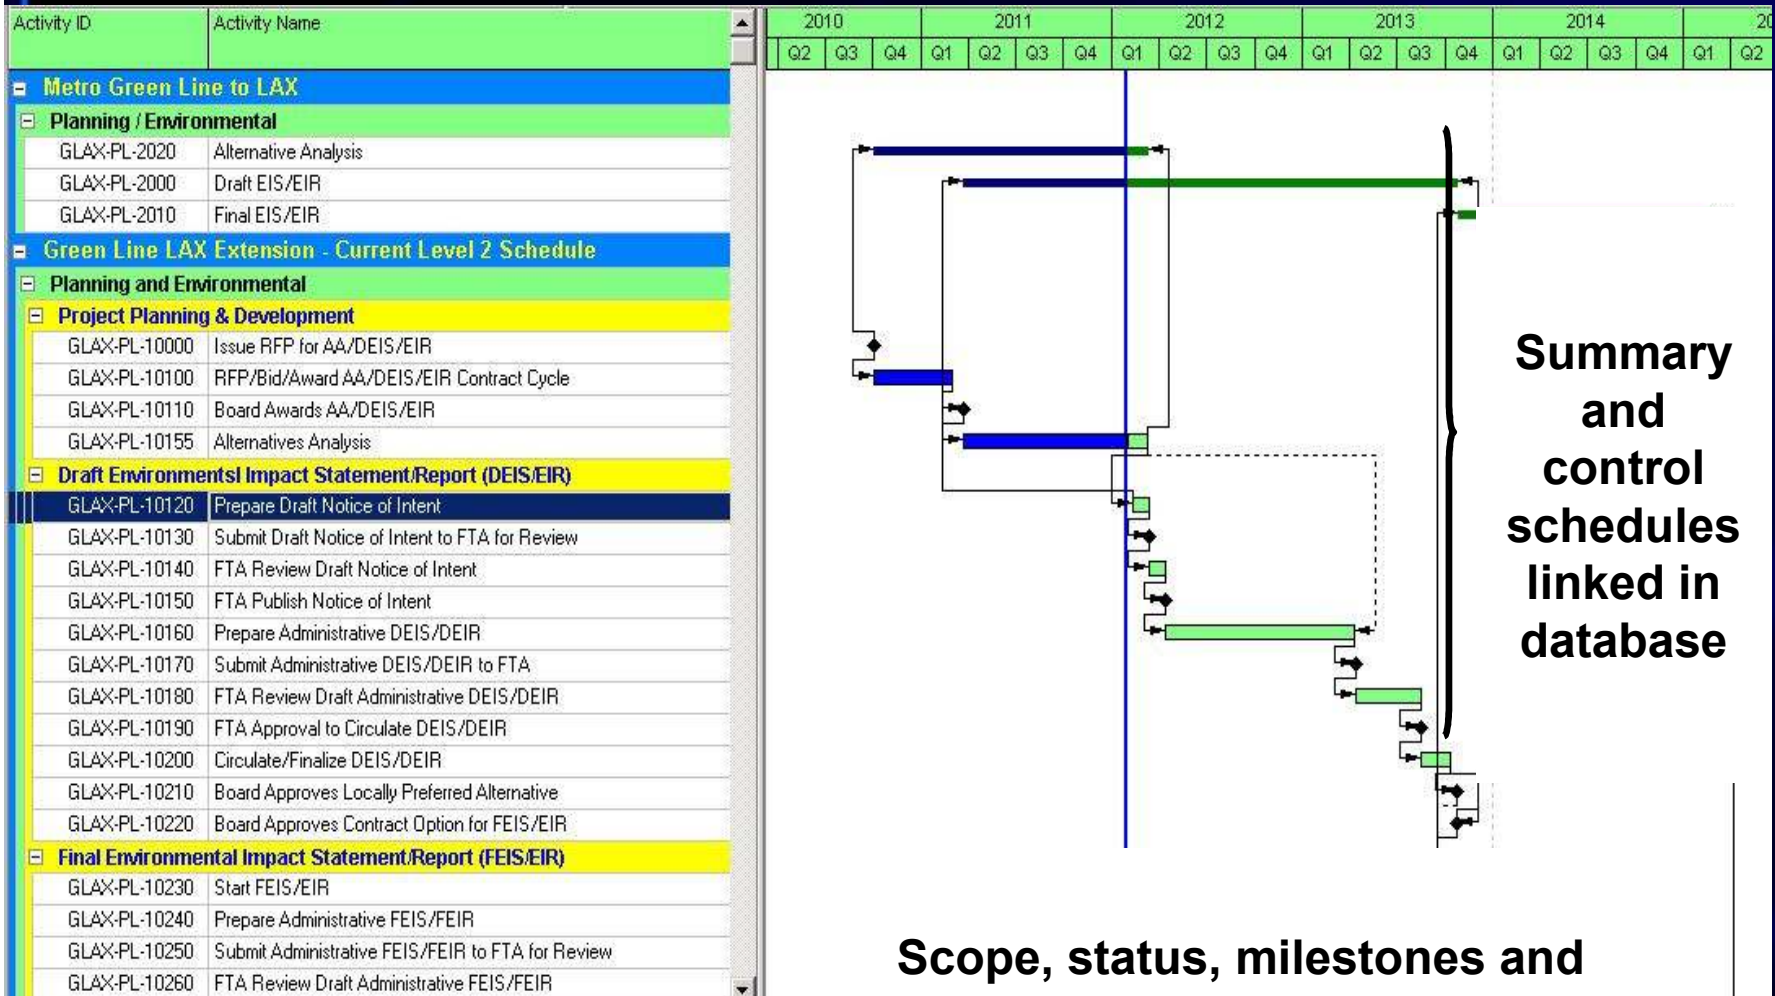 Activity ID Activity Name 2010 2011 2012 2013 2014 20
Q2 Q3 Q4 Q1 Q2 Q3 Q4 Q1 Q2 Q3 Q4 Q1 Q2 Q3 Q4 Q1 Q2 Q3 Q4 Q1 Q2
Metro Green Line to LAX
Planning / Environmental
GLAX-PL-2020 Alternative Analysis
GLAX-PL-2000 Draft EIS/EIR
GLAX-PL-2010 Final EIS/EIR
Green Line LAX Extension - Current Level 2 Schedule
Planning and Environmental
Project Planning & Development
GLAX-PL-10000 Issue RFP for AA/DEIS/EIR
GLAX-PL-10100 RFP/Bid/Award AA/DEIS/EIR Contract Cycle
GLAX-PL-10110 Board Awards AA/DEIS/EIR
GLAX-PL-10155 Alternatives Analysis
Draft Environmentsl Impact Statement/Report (DEIS/EIR)
GLAX-PL-10120 Prepare Draft Notice of Intent
GLAX-PL-10130 Submit Draft Notice of Intent to FTA for Review
GLAX-PL-10140 FTA Review Draft Notice of Intent
GLAX-PL-10150 FTA Publish Notice of Intent
GLAX-PL-10160 Prepare Administrative DEIS/DEIR
GLAX-PL-10170 Submit Administrative DEIS/DEIR to FTA
GLAX-PL-10180 FTA Review Draft Administrative DEIS/DEIR
GLAX-PL-10190 FTA Approval to Circulate DEIS/DEIR
GLAX-PL-10200 Circulate/Finalize DEIS/DEIR
GLAX-PL-10210 Board Approves Locally Preferred Alternative
GLAX-PL-10220 Board Approves Contract Option for FEIS/EIR
Final Environmental Impact Statement/Report (FEIS/EIR)
GLAX-PL-10230 Start FEIS/EIR
GLAX-PL-10240 Prepare Administrative FEIS/FEIR
GLAX-PL-10250 Submit Administrative FEIS/FEIR to FTA for Review
GLAX-PL-10260 FTA Review Draft Administrative FEIS/FEIR
Summary
and
control
schedules
linked in
database
Scope, status, milestones and